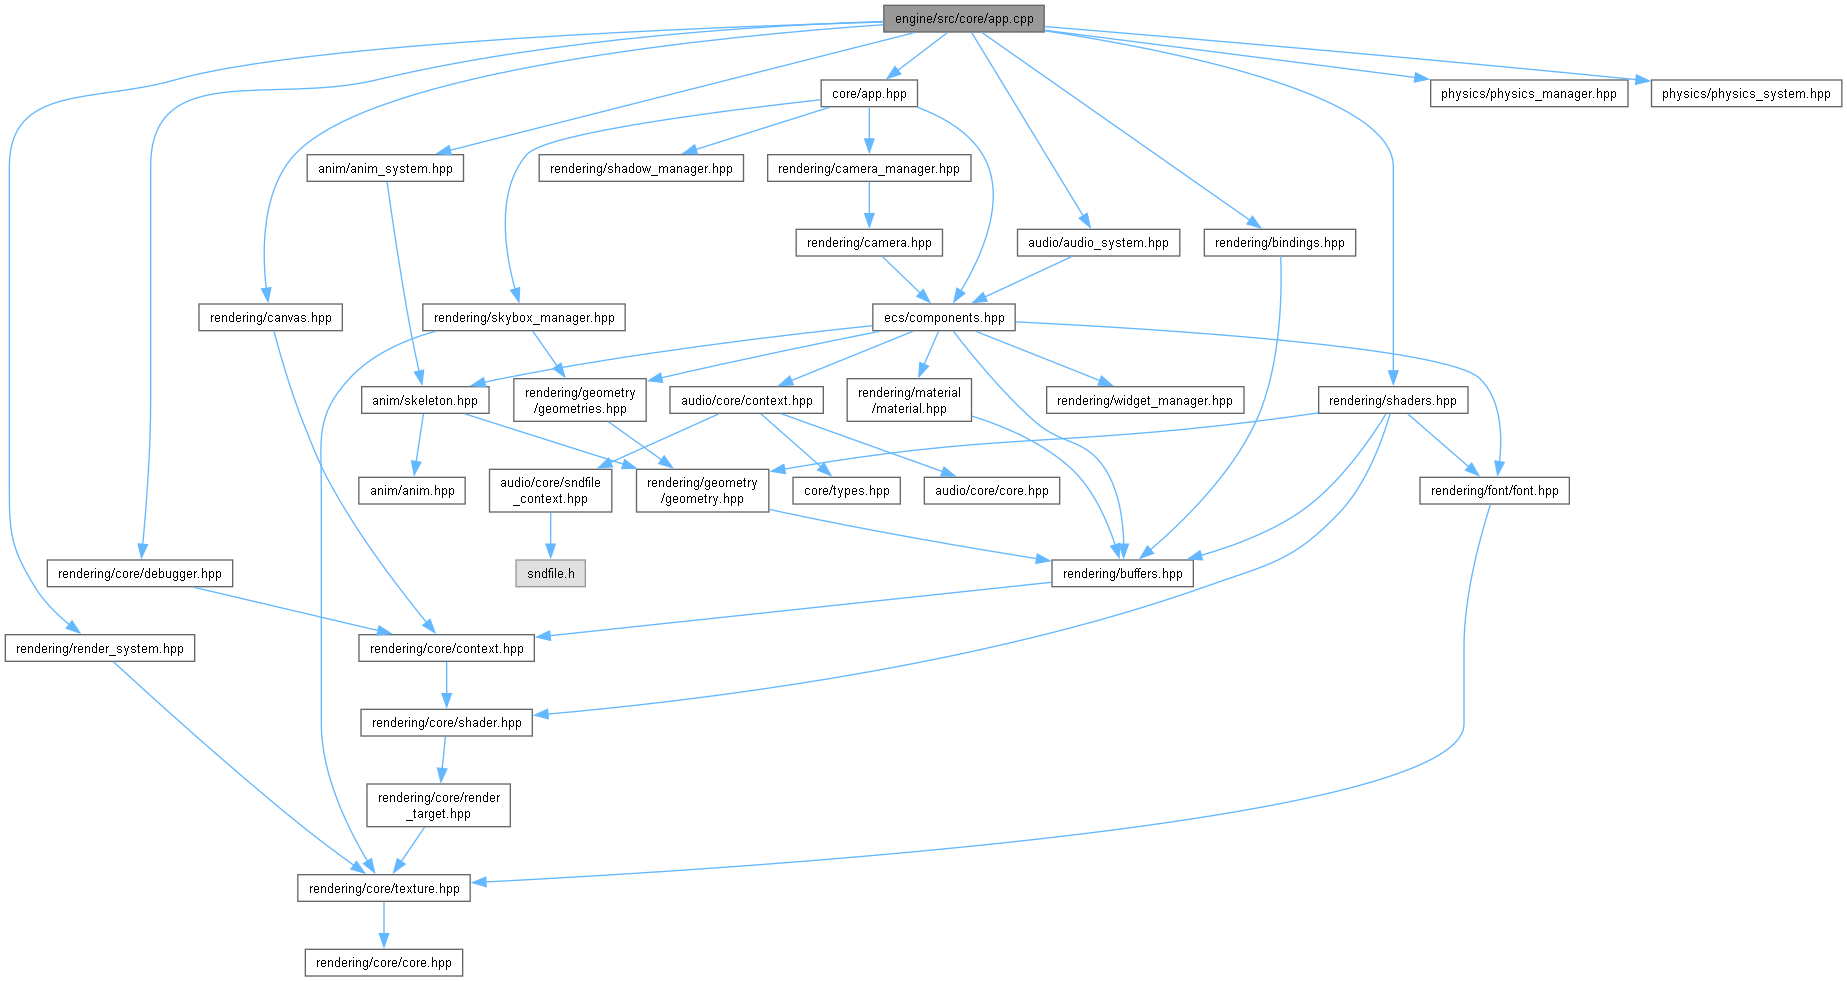 engine/src/core/app.cpp
core/app.hpp
physics/physics_manager.hpp
physics/physics_system.hpp
anim/anim_system.hpp
rendering/shadow_manager.hpp
rendering/camera_manager.hpp
rendering/camera.hpp
audio/audio_system.hpp
rendering/bindings.hpp
rendering/canvas.hpp
rendering/skybox_manager.hpp
ecs/components.hpp
anim/skeleton.hpp
rendering/geometry
/geometries.hpp
audio/core/context.hpp
rendering/material
/material.hpp
rendering/widget_manager.hpp
rendering/shaders.hpp
anim/anim.hpp
audio/core/sndfile
_context.hpp
rendering/geometry
/geometry.hpp
core/types.hpp
audio/core/core.hpp
rendering/font/font.hpp
rendering/core/debugger.hpp
sndfile.h
rendering/buffers.hpp
rendering/render_system.hpp
rendering/core/context.hpp
rendering/core/shader.hpp
rendering/core/render
_target.hpp
rendering/core/texture.hpp
rendering/core/core.hpp